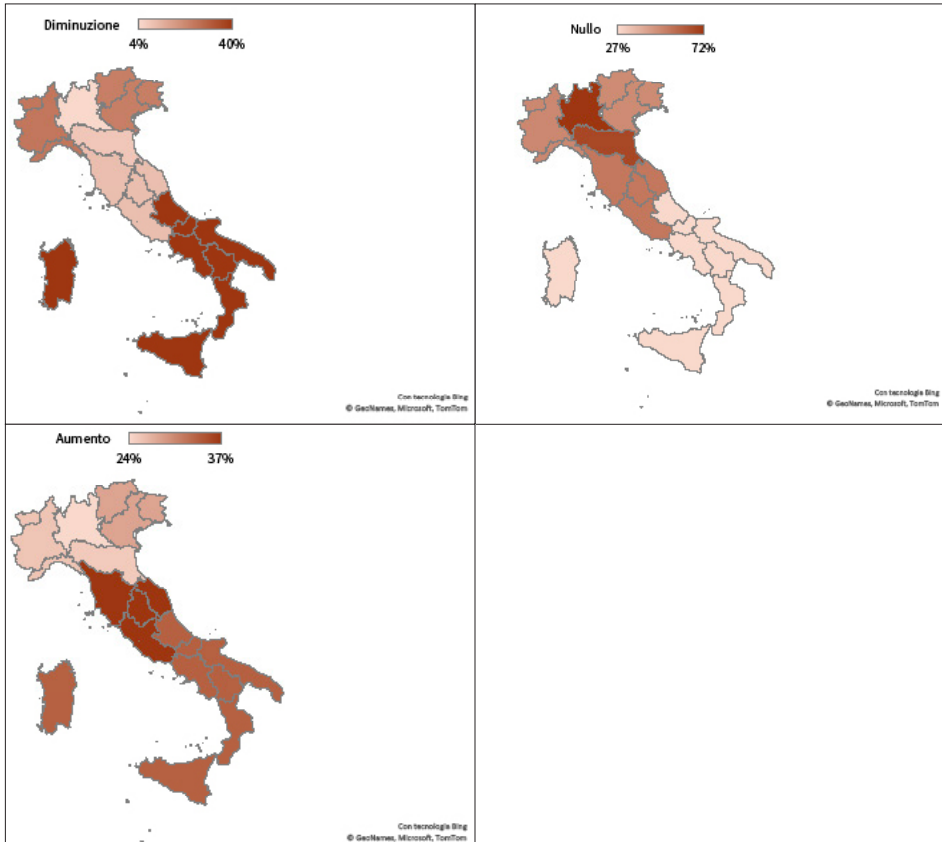 Diminuzione
4% 40%
Con tecnologia Bing
© GeoNames, Microsoft, TomTom
Nullo
27% 72%
Con tecnologia Bing
© GeoNames, Microsoft, TomTom
Aumento
24% 37%
Con tecnologia Bing
© GeoNames, Microsoft, TomTom